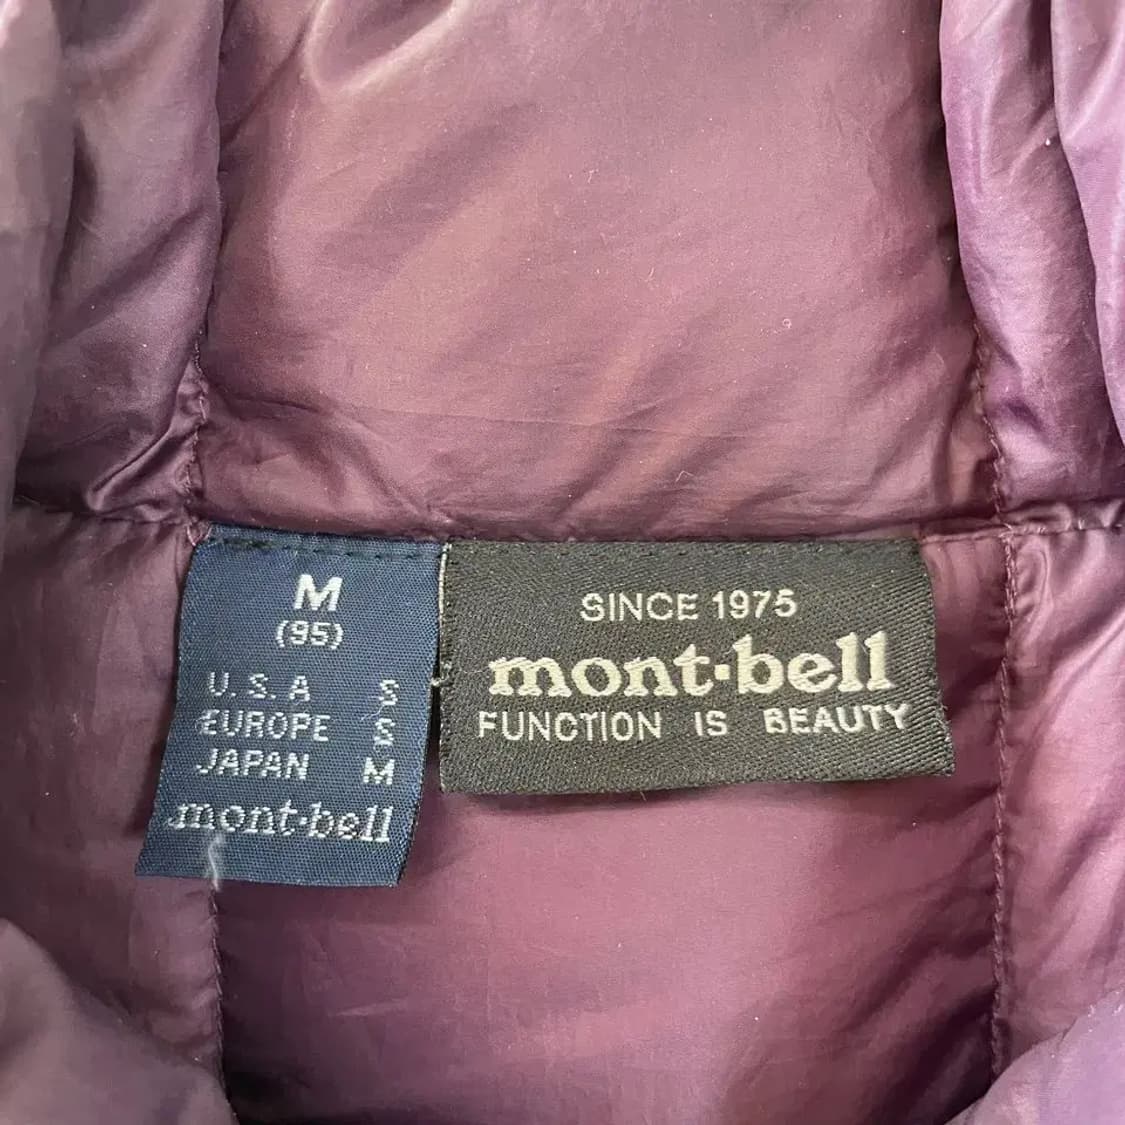 M
(95)
U.S.A S
EUROPE S
JAPAN M
mont·bell
SINCE 1975
mont·bell
FUNCTION IS BEAUTY